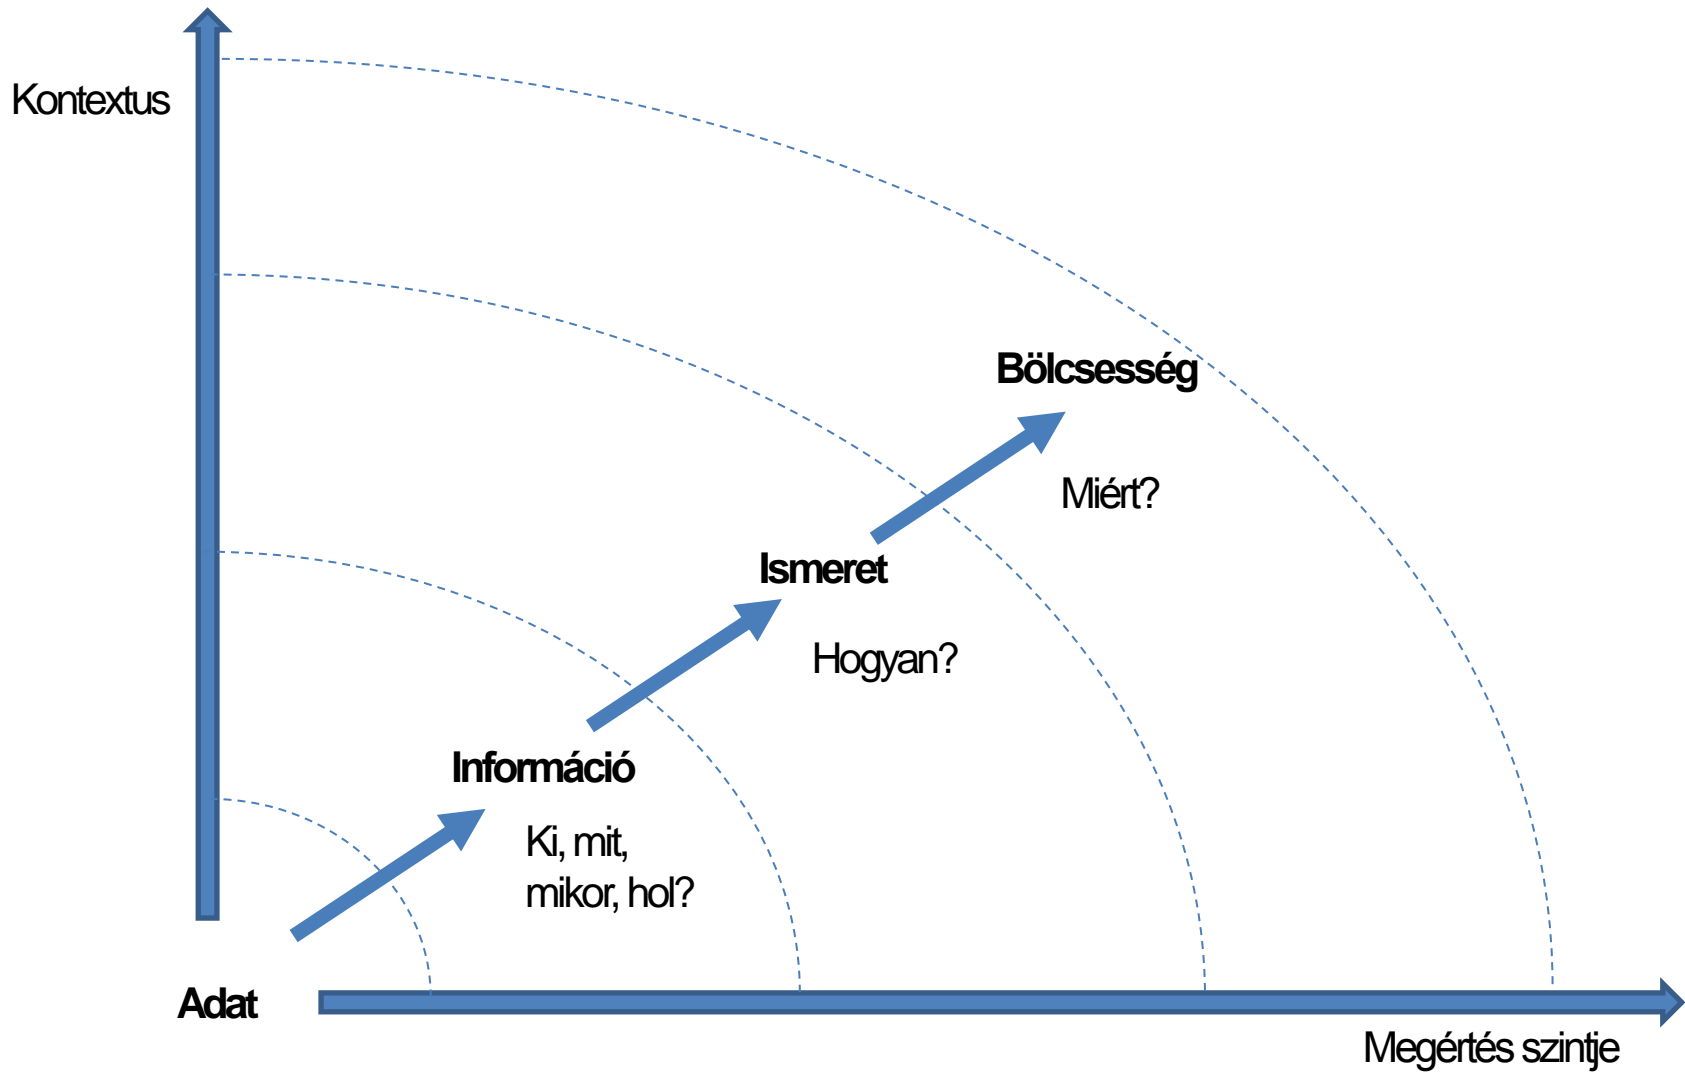 Kontextus
Bölcsesség
Miért?
Ismeret
Hogyan?
Információ
Ki, mit,
mikor, hol?
Adat
Megértés szintje